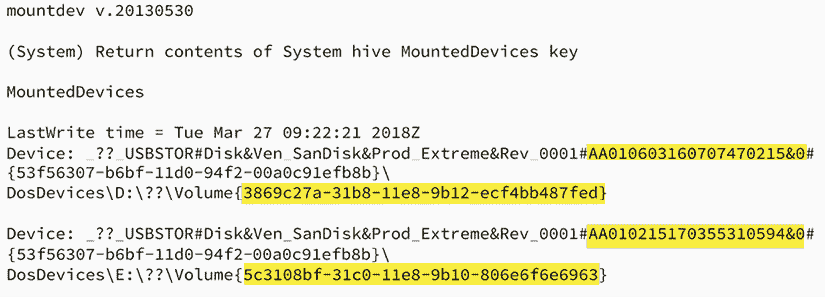 mountdev v.20130530
(System) Return contents of System hive MountedDevices key
MountedDevices
LastWrite time = Tue Mar 27 09:22:21 2018Z
Device: _??_USBSTOR#Disk&Ven_SanDisk&Prod_Extreme&Rev_0001#AA010603160707470215&0#
{53f56307-b6bf-11d0-94f2-00a0c91efb8b}\
DosDevices\D:\??\Volume{3869c27a-31b8-11e8-9b12-ecf4bb487fed}
Device: _??_USBSTOR#Disk&Ven_SanDisk&Prod_Extreme&Rev_0001#AA010215170355310594&0#
{53f56307-b6bf-11d0-94f2-00a0c91efb8b}\
DosDevices\E:\??\Volume{5c3108bf-31c0-11e8-9b10-806e6f6e6963}